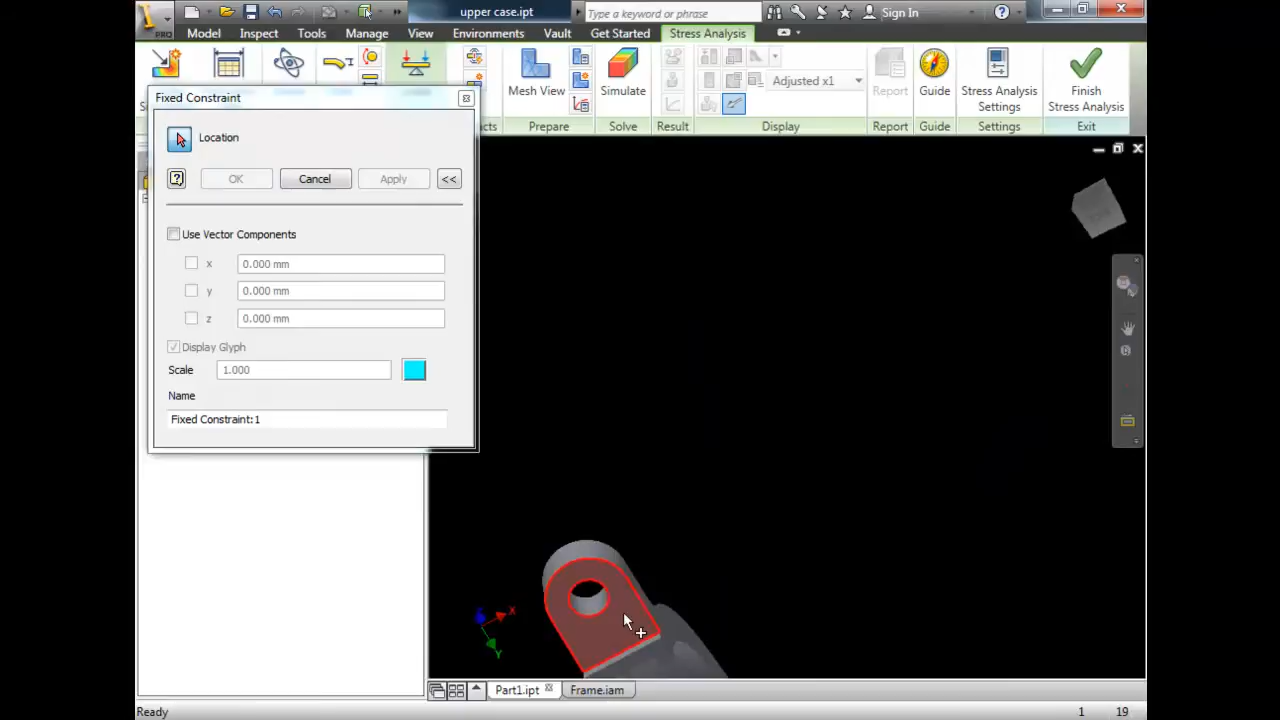 upper case.ipt
Type a keyword or phrase
Sign In
PRO
Model
Inspect
Tools
Manage
View
Environments
Vault
Get Started
Stress Analysis
Mesh View
Simulate
Adjusted x1
Report
Guide
Stress Analysis
Settings
Finish
Stress Analysis
Prepare
Solve
Result
Display
Report
Guide
Settings
Exit
Fixed Constraint
Location
OK
Cancel
Apply
<<
Use Vector Components
x
0.000 mm
y
0.000 mm
z
0.000 mm
Display Glyph
Scale
1.000
Name
Fixed Constraint:1
X
Y
Part1.ipt
Frame.iam
Ready
1
19